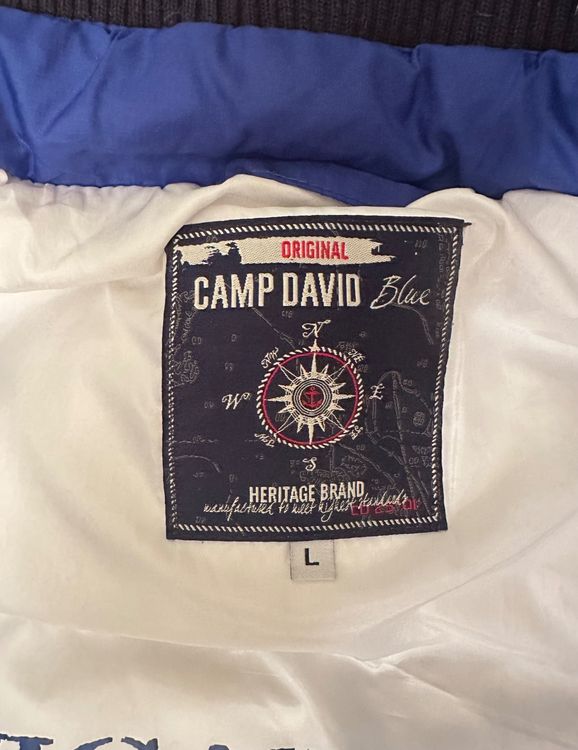 ORIGINAL
CAMP DAVID Blue
N
W
E
S
HERITAGE BRAND
manufactured to meet highest standards
L